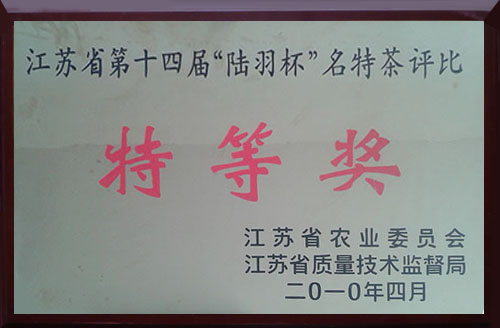 江苏省第十四届“陆羽杯”名特茶评比
特等奖
江苏省农业委员会
江苏省质量技术监督局
二0一0年四月